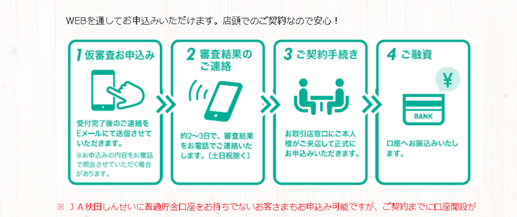 WEBを通してお申込みいただけます。店頭でのご契約なので安心！
1 仮審査お申込み
受付完了後のご連絡を
Eメールにて送信させて
いただきます。
※お申込みの内容をお電話
で照会させていただく場合
があります。
2 審査結果の
ご連絡
約2〜3日で、審査結果
をお電話でご連絡いた
します。(土日祝除く)
3 ご契約手続き
お取引店窓口にご本人
様がご来店して正式に
お申込みいただきます。
4 ご融資
¥
BANK
口座へお振込みいたしま
す。
※ ＪＡ秋田しんせいに普通貯金口座をお持ちでないお客さまもお申込み可能ですが、ご契約までに口座開設が